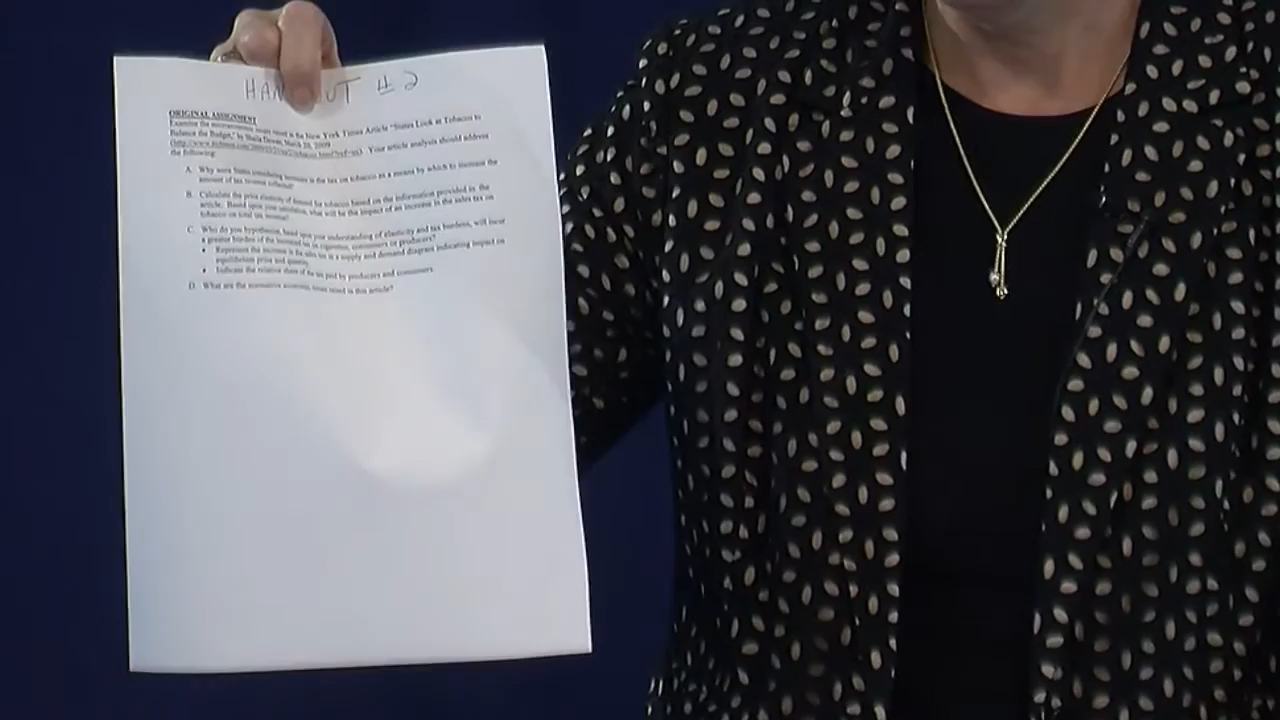 HANDOUT #2
ORIGINAL ASSIGNMENT
Examine the microeconomic issues raised in the New York Times Article "States Look at Tobacco to
Balance the Budget," by Shaila Dewan, March 20, 2009
Your article analysis should address
the following:
A. Why were States considering increases in the tax on tobacco as a means by which to increase the
amount of tax revenue collected?
B. Calculate the price elasticity of demand for tobacco based on the information provided in the
article. Based upon your calculation, what will be the impact of an increase in the sales tax on
tobacco on total tax revenue?
C. Who do you hypothesize, based upon your understanding of elasticity and tax burdens, will incur
a greater burden of the increased tax on cigarettes, consumers or producers?
• Represent the increase in the sales tax in a supply and demand diagram indicating impact on
equilibrium price and quantity.
• Indicate the relative share of the tax paid by producers and consumers.
D. What are the normative economic issues raised in this article?